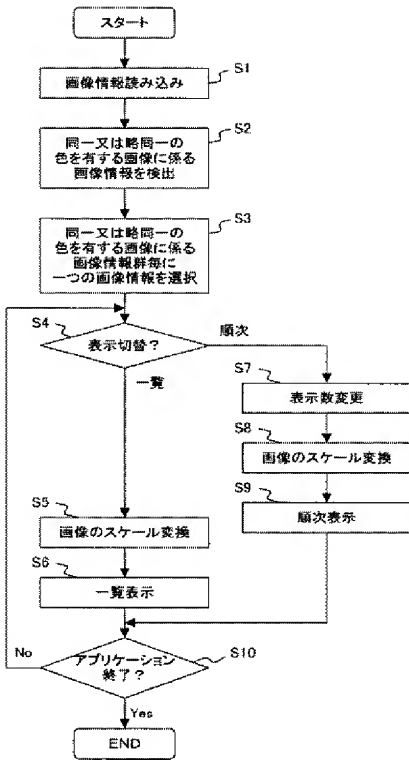 スタート
S1
画像情報読み込み
S2
同一又は略同一の
色を有する画像に係る
画像情報を検出
S3
同一又は略同一の
色を有する画像に係る
画像情報群毎に
一つの画像情報を選択
S4
表示切替?
順次
一覧
S7
表示数変更
S8
画像のスケール変換
S9
順次表示
S5
画像のスケール変換
S6
一覧表示
No
アプリケーション
終了?
S10
Yes
END